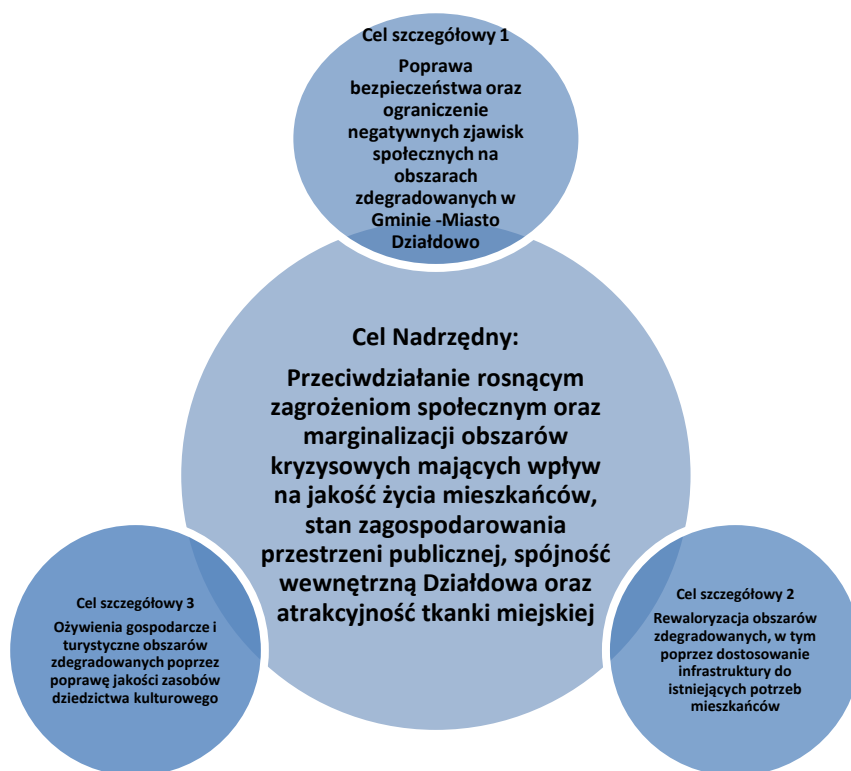 Cel szczegółowy 1
Poprawa
bezpieczeństwa oraz
ograniczenie
negatywnych zjawisk
społecznych na
obszarach
zdegradowanych w
Gminie -Miasto
Działdowo
Cel Nadrzędny:
Przeciwdziałanie rosnącym
zagrożeniom społecznym oraz
marginalizacji obszarów
kryzysowych mających wpływ
na jakość życia mieszkańców,
stan zagospodarowania
przestrzeni publicznej, spójność
wewnętrzną Działdowa oraz
atrakcyjność tkanki miejskiej
Cel szczegółowy 2
Rewaloryzacja obszarów
zdegradowanych, w tym
poprzez dostosowanie
infrastruktury do
istniejących potrzeb
mieszkańców
Cel szczegółowy 3
Ożywienia gospodarcze i
turystyczne obszarów
zdegradowanych poprzez
poprawę jakości zasobów
dziedzictwa kulturowego